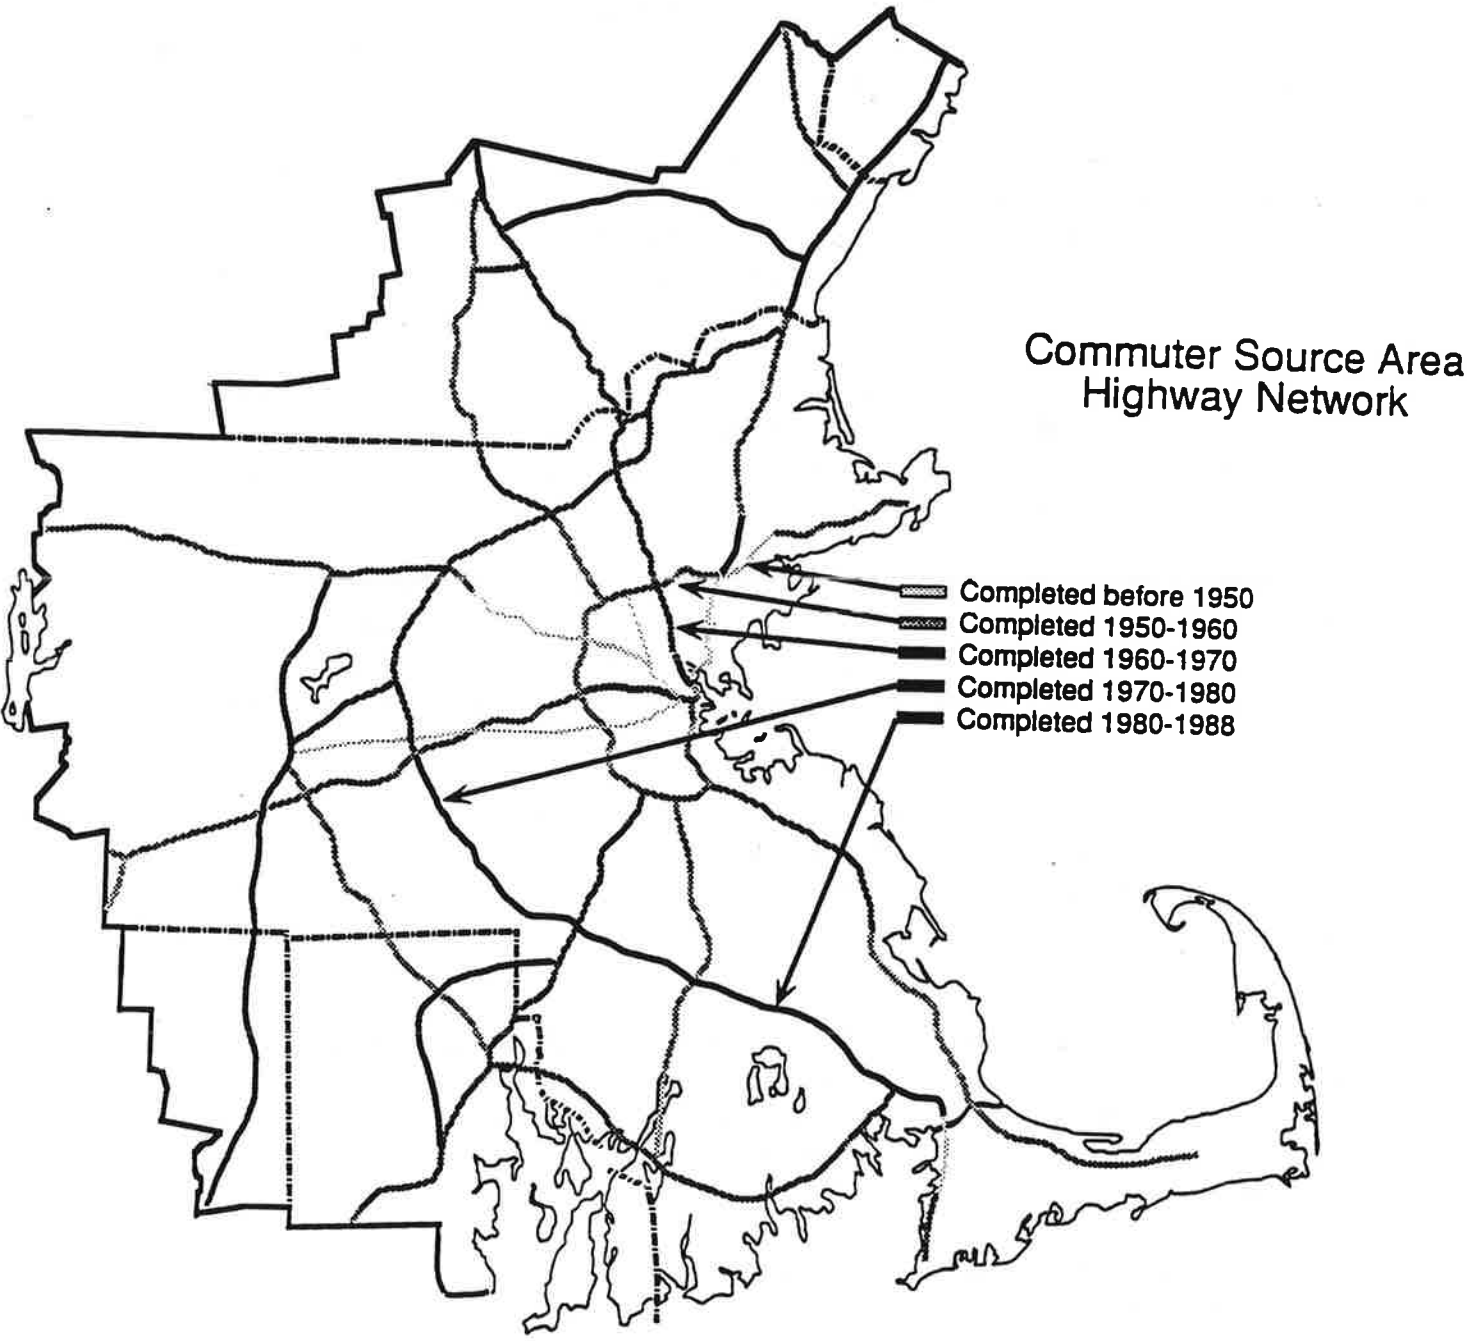 Commuter Source Area
Highway Network
Completed before 1950
Completed 1950-1960
Completed 1960-1970
Completed 1970-1980
Completed 1980-1988